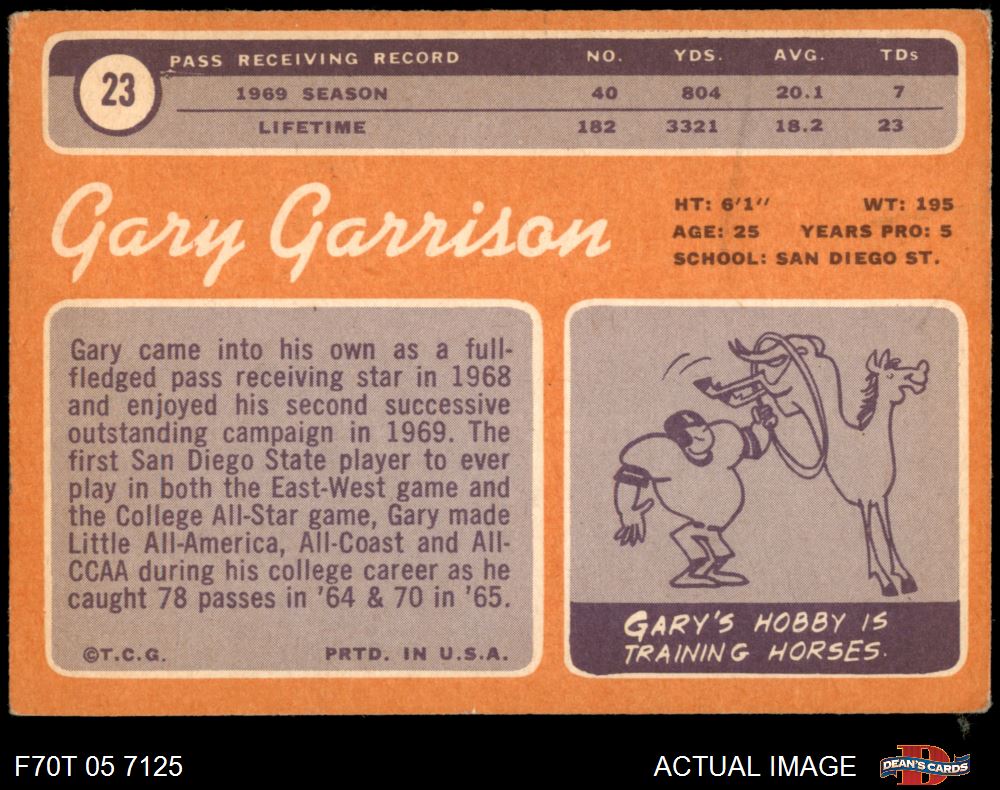 23
PASS RECEIVING RECORD NO. YDS. AVG. TDs
1969 SEASON 40 804 20.1 7
LIFETIME 182 3321 18.2 23
Gary Garrison
HT: 6'1" WT: 195
AGE: 25 YEARS PRO: 5
SCHOOL: SAN DIEGO ST.
Gary came into his own as a full-
fledged pass receiving star in 1968
and enjoyed his second successive
outstanding campaign in 1969. The
first San Diego State player to ever
play in both the East-West game and
the College All-Star game, Gary made
Little All-America, All-Coast and All-
CCAA during his college career as he
caught 78 passes in '64 & 70 in '65.
©T.C.G. PRTD. IN U.S.A.
GARY'S HOBBY IS
TRAINING HORSES.
F70T 05 7125 ACTUAL IMAGE
D
DEAN'S CARDS